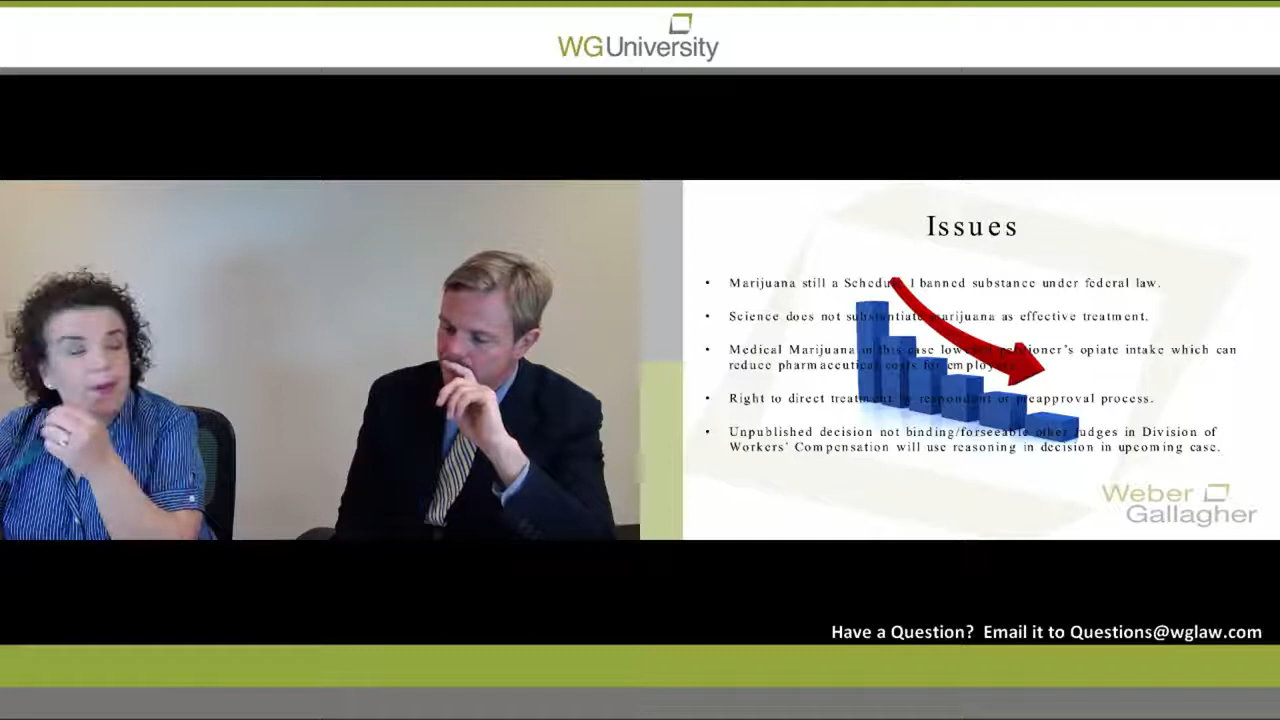 WGUniversity
Issues
• Marijuana still a Schedule I banned substance under federal law.
• Science does not substantiate marijuana as effective treatment.
• Medical Marijuana in this case lowered petitioner's opiate intake which can
reduce pharmaceutical costs for employers.
• Right to direct treatment by respondent or preapproval process.
• Unpublished decision not binding/forseeable other judges in Division of
Workers' Compensation will use reasoning in decision in upcoming case.
Weber
Gallagher
Have a Question? Email it to Questions@wglaw.com